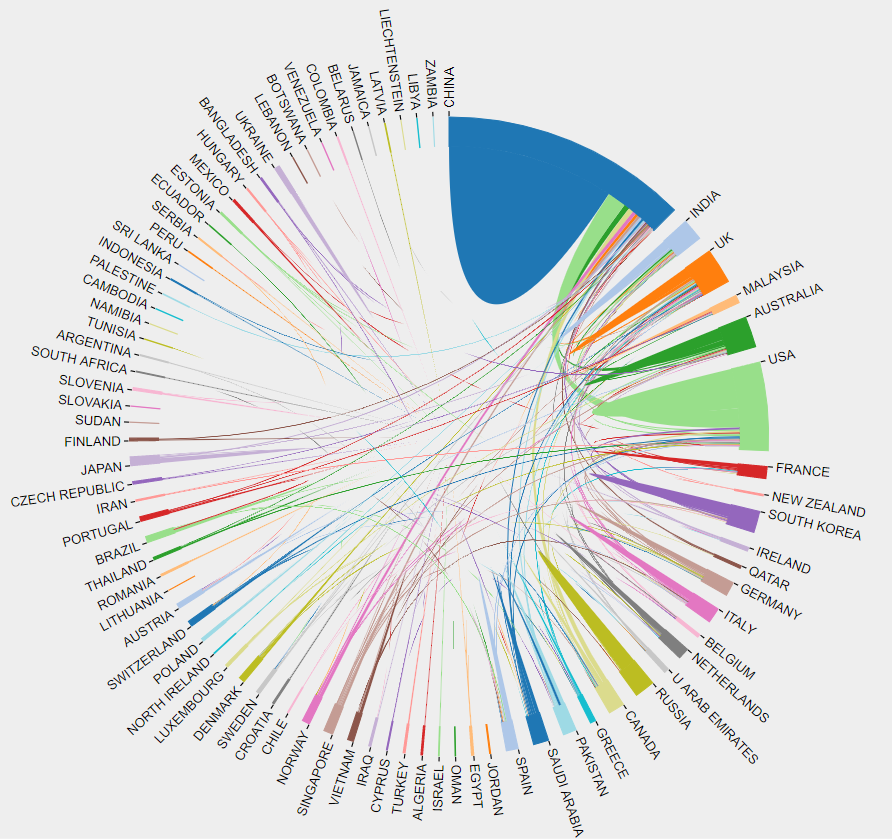 CHINA
INDIA
UK
MALAYSIA
AUSTRALIA
USA
FRANCE
NEW ZEALAND
SOUTH KOREA
IRELAND
QATAR
GERMANY
ITALY
BELGIUM
NETHERLANDS
U ARAB EMIRATES
RUSSIA
CANADA
GREECE
PAKISTAN
SAUDI ARABIA
SPAIN
JORDAN
EGYPT
OMAN
ISRAEL
ALGERIA
TURKEY
CYPRUS
IRAQ
VIETNAM
SINGAPORE
NORWAY
CHILE
CROATIA
SWEDEN
DENMARK
LUXEMBOURG
NORTH IRELAND
POLAND
SWITZERLAND
AUSTRIA
LITHUANIA
ROMANIA
THAILAND
BRAZIL
PORTUGAL
IRAN
CZECH REPUBLIC
JAPAN
FINLAND
SUDAN
SLOVAKIA
SLOVENIA
SOUTH AFRICA
ARGENTINA
TUNISIA
NAMIBIA
CAMBODIA
PALESTINE
INDONESIA
SRI LANKA
PERU
SERBIA
ECUADOR
ESTONIA
MEXICO
HUNGARY
BANGLADESH
UKRAINE
LEBANON
BOTSWANA
VENEZUELA
COLOMBIA
BELARUS
JAMAICA
LATVIA
LIECHTENSTEIN
LIBYA
ZAMBIA